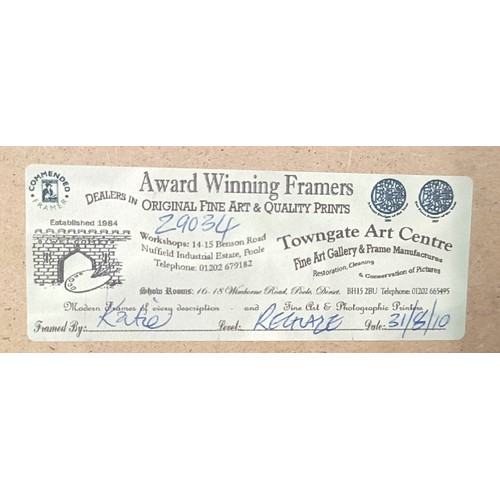 COMMENDED FRAMER
Award Winning Framers
DEALERS IN ORIGINAL FINE ART & QUALITY PRINTS
Established 1984
29034
Workshops: 14-15 Benson Road
Nuffield Industrial Estate, Poole
Telephone: 01202 679182
Towngate Art Centre
Fine Art Gallery & Frame Manufactures
Restoration, Cleaning
& Conservation of Pictures
Show Rooms: 16-18 Wimborne Road, Poole, Dorset. BH15 2BU Telephone: 01202 665495
Modern Frames of every description - and Fine Art & Photographic Printers
Framed By:- Katie Level:- REGLAZE Date:- 31/8/10